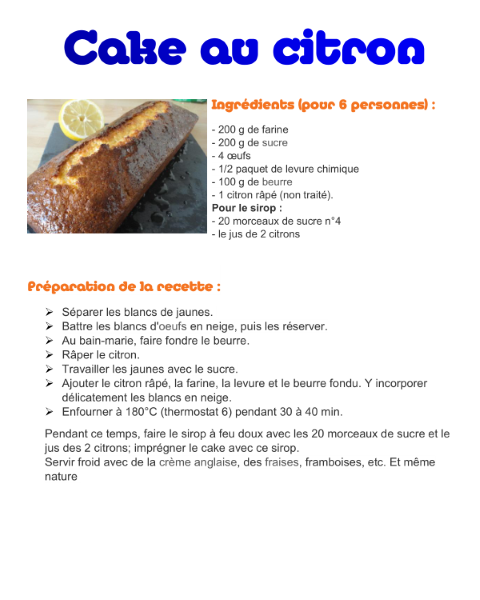 Cake au citron
Ingrédients (pour 6 personnes) :
- 200 g de farine
- 200 g de sucre
- 4 œufs
- 1/2 paquet de levure chimique
- 100 g de beurre
- 1 citron râpé (non traité).
Pour le sirop :
- 20 morceaux de sucre n°4
- le jus de 2 citrons
Préparation de la recette :
➢ Séparer les blancs de jaunes.
➢ Battre les blancs d'oeufs en neige, puis les réserver.
➢ Au bain-marie, faire fondre le beurre.
➢ Râper le citron.
➢ Travailler les jaunes avec le sucre.
➢ Ajouter le citron râpé, la farine, la levure et le beurre fondu. Y incorporer
délicatement les blancs en neige.
➢ Enfourner à 180°C (thermostat 6) pendant 30 à 40 min.
Pendant ce temps, faire le sirop à feu doux avec les 20 morceaux de sucre et le
jus des 2 citrons; imprégner le cake avec ce sirop.
Servir froid avec de la crème anglaise, des fraises, framboises, etc. Et même
nature